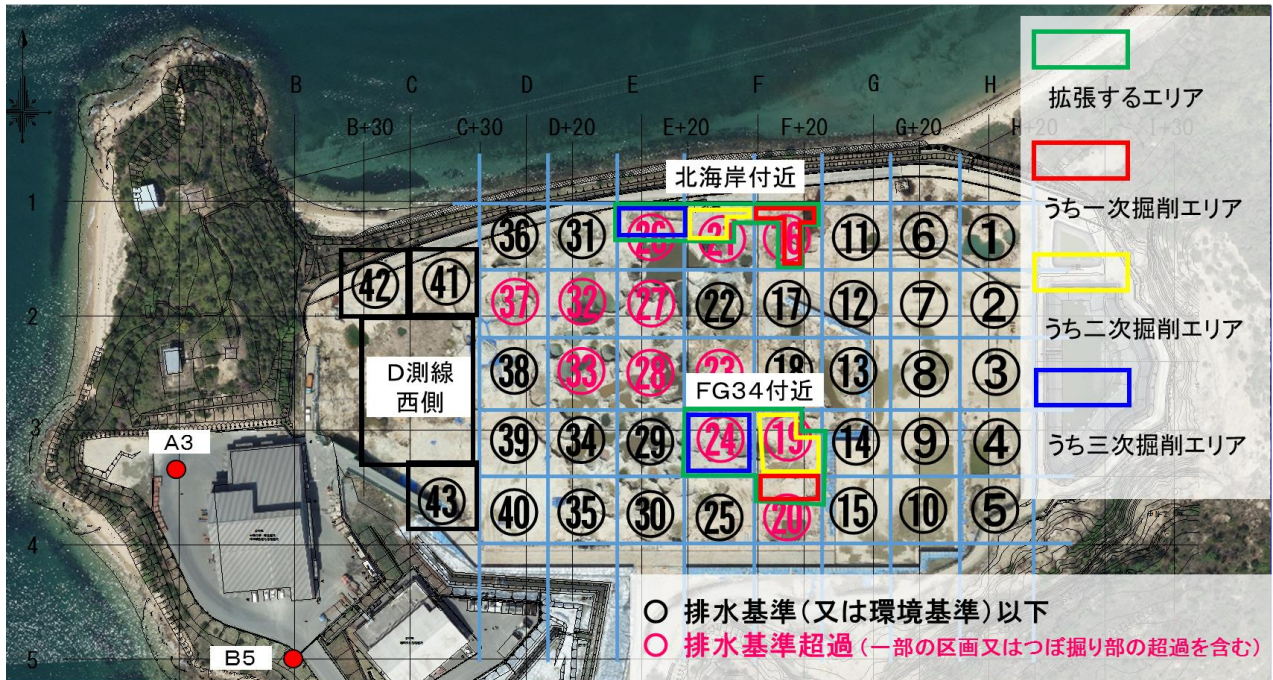 A B C D E F G H
B+30 C+30 D+20 E+20 F+20 G+20 H+20 I+30
拡張するエリア
うち一次掘削エリア
うち二次掘削エリア
うち三次掘削エリア
北海岸付近
1
㊱ ㉛ ㉖ ㉑ ⑯ ⑪ ⑥ ①
㊷ ㊶
㊲ ㉜ ㉗ ㉒ ⑰ ⑫ ⑦ ②
2
D測線
西側
㊳ ㉝ ㉘ ㉓ ⑱ ⑬ ⑧ ③
FG34付近
3
A3
㊴ ㉞ ㉙ ㉔ ⑲ ⑭ ⑨ ④
㊸ ㊵ ㉟ ㉚ ㉕ ⑳ ⑮ ⑩ ⑤
4
○ 排水基準(又は環境基準)以下
○ 排水基準超過(一部の区画又はつぼ掘り部の超過を含む)
5
B5